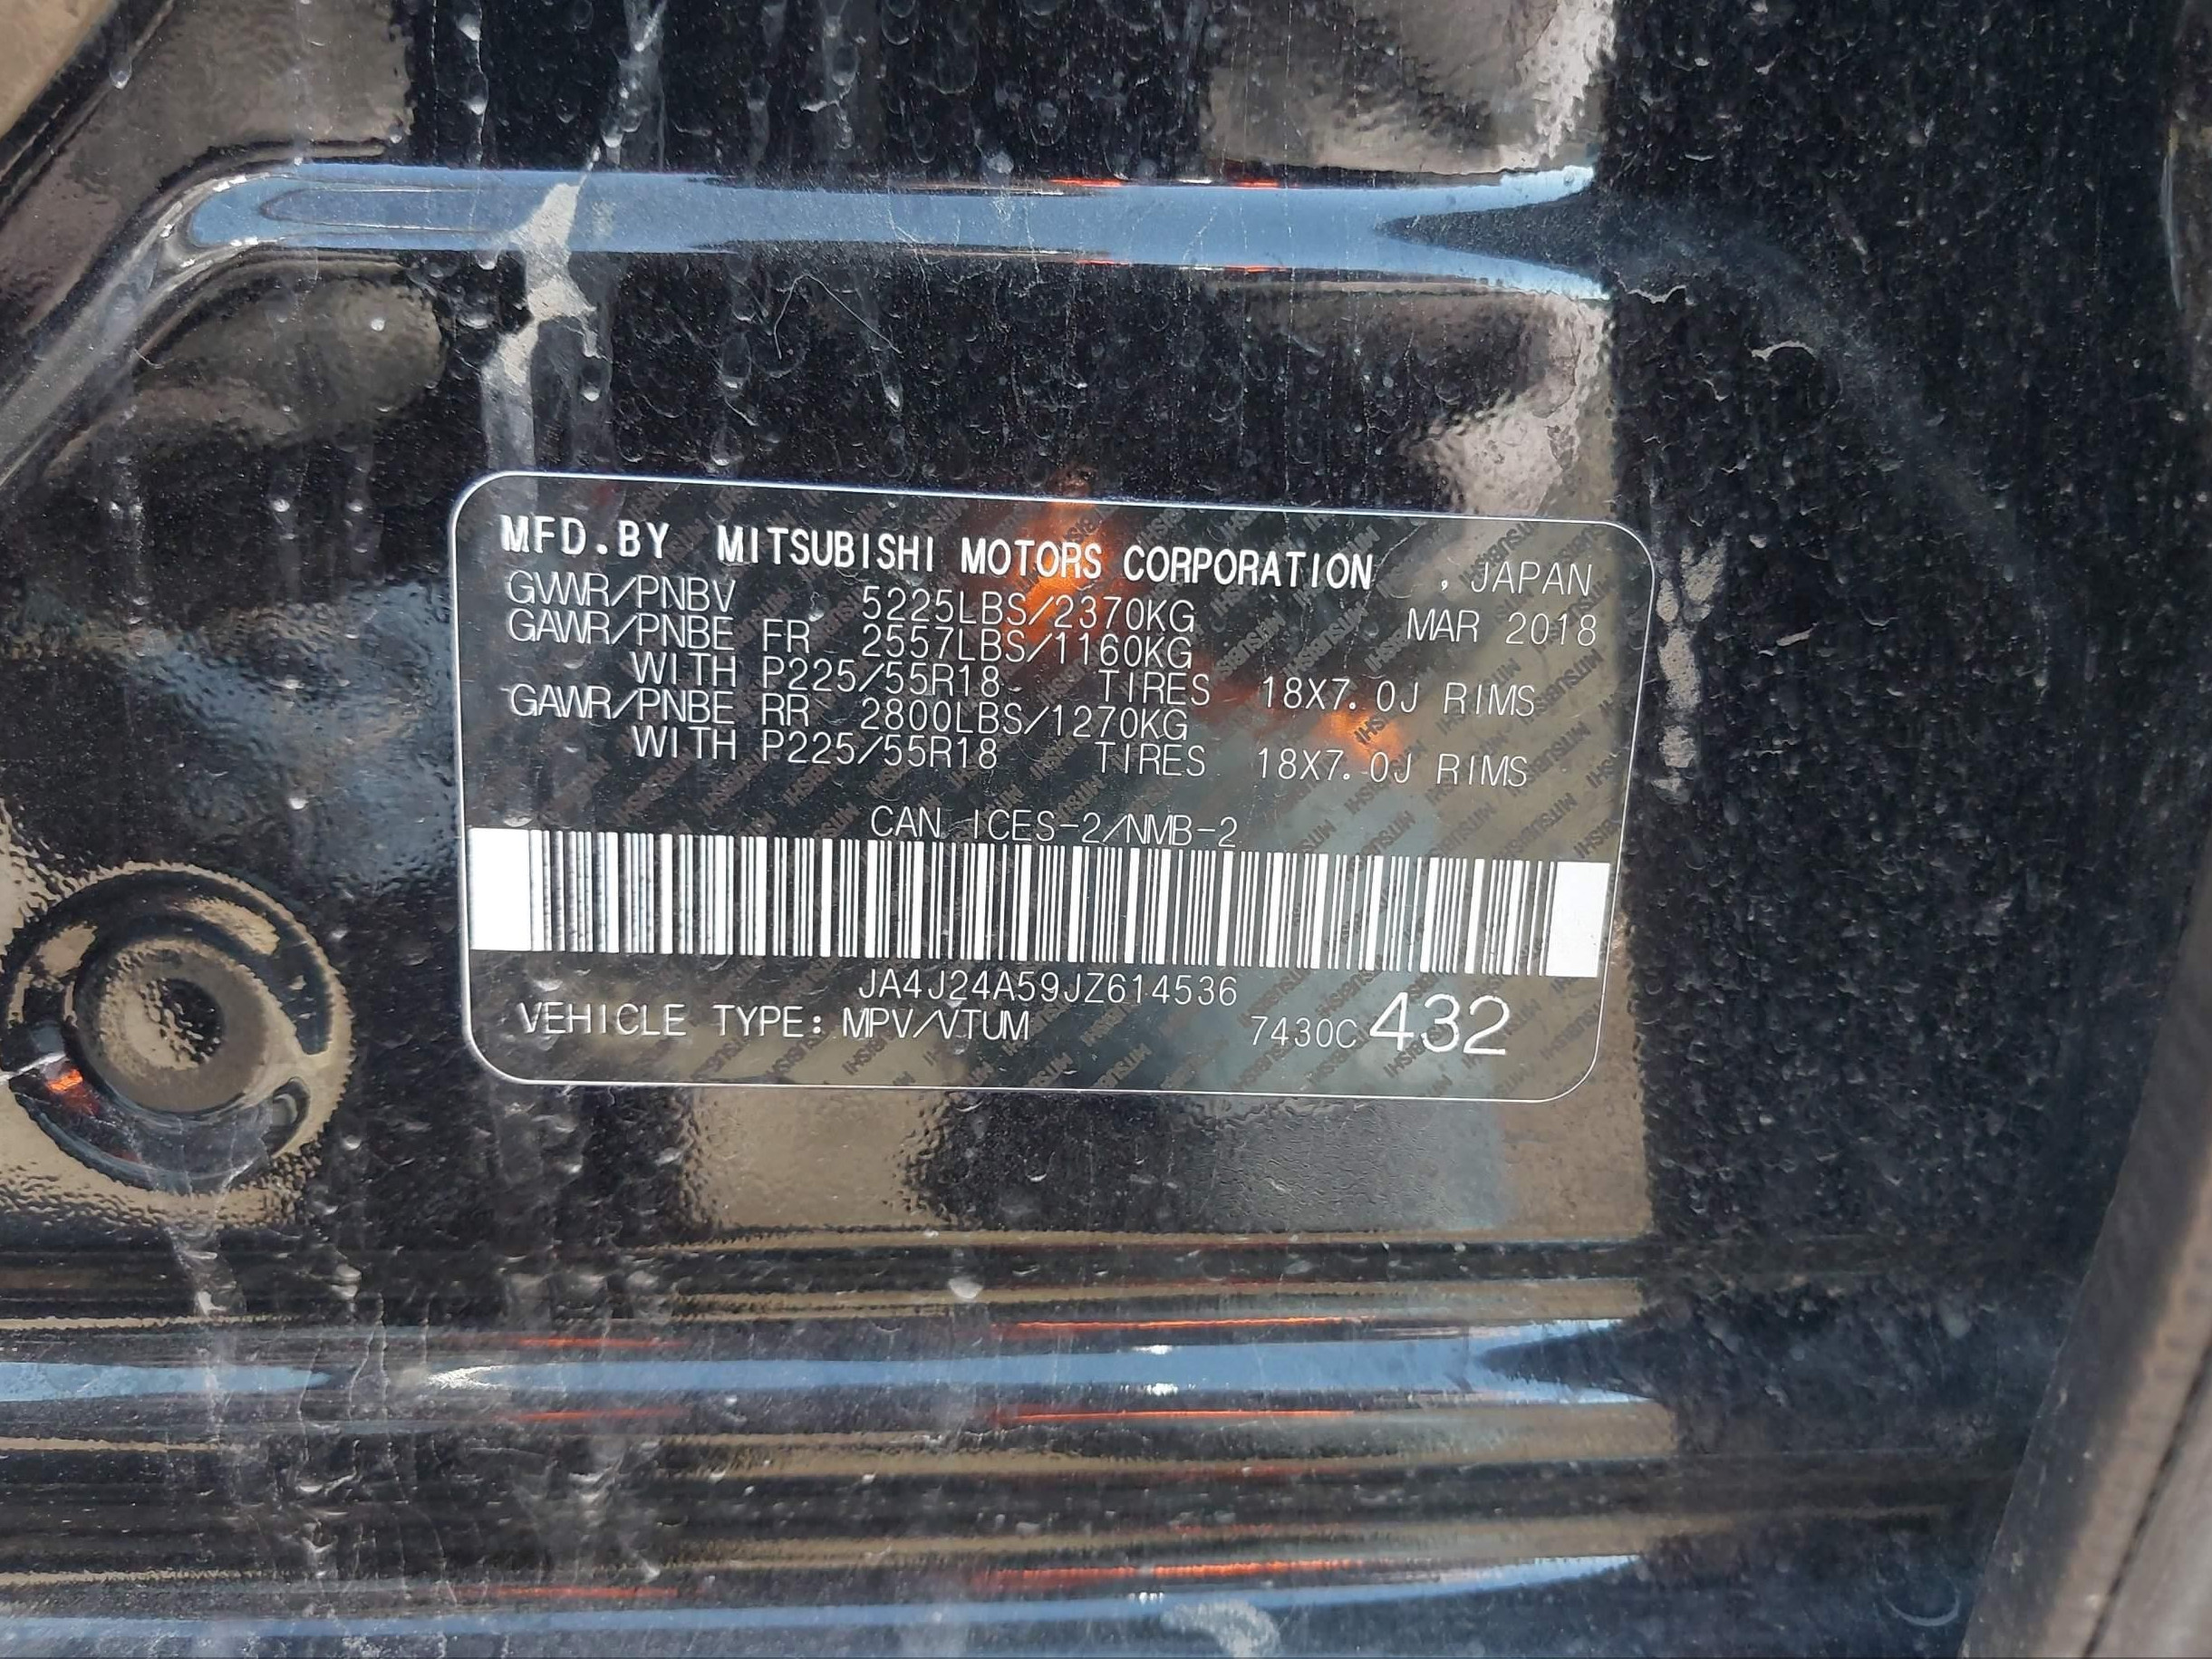 MFD.BY MITSUBISHI MOTORS CORPORATION , JAPAN
GVWR/PNBV 5225LBS/2370KG MAR 2018
GAWR/PNBE FR 2557LBS/1160KG
WITH P225/55R18 TIRES 18X7.0J RIMS
GAWR/PNBE RR 2800LBS/1270KG
WITH P225/55R18 TIRES 18X7.0J RIMS
CAN ICES-2/NMB-2
JA4J24A59JZ614536
VEHICLE TYPE: MPV/VTUM 7430C 432